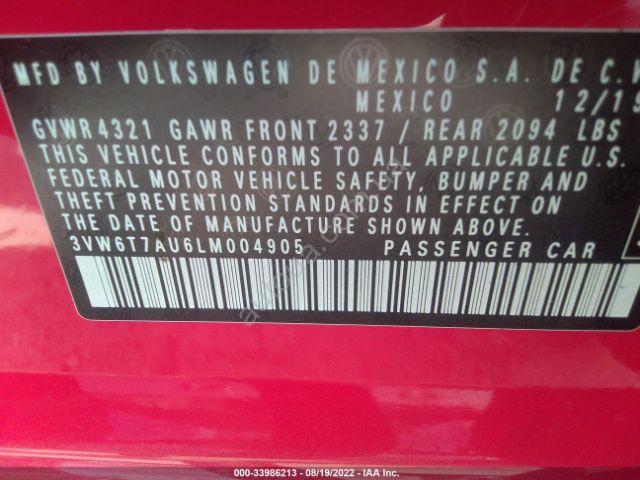 MFD BY VOLKSWAGEN DE MEXICO S.A. DE C.V
MEXICO 12/19
GVWR 4321 GAWR FRONT 2337 / REAR 2094 LBS
THIS VEHICLE CONFORMS TO ALL APPLICABLE U.S.
FEDERAL MOTOR VEHICLE SAFETY, BUMPER AND
THEFT PREVENTION STANDARDS IN EFFECT ON
THE DATE OF MANUFACTURE SHOWN ABOVE.
3VW6T7AU6LM004905 PASSENGER CAR
000-33986213 - 08/19/2022 - IAA Inc.